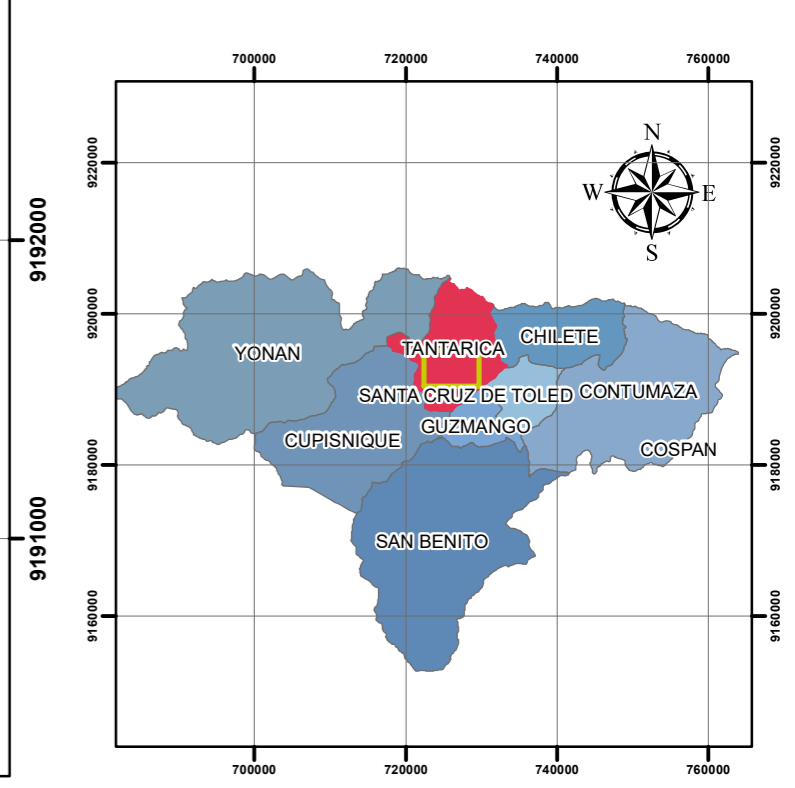 700000 720000 740000 760000
N
W E
S
9220000 9220000
9192000
9200000 9200000
CHILETE
TANTARICA
YONAN
SANTA CRUZ DE TOLED
CONTUMAZA
GUZMANGO
CUPISNIQUE
COSPAN
9180000 9180000
9191000
SAN BENITO
9160000 9160000
700000 720000 740000 760000